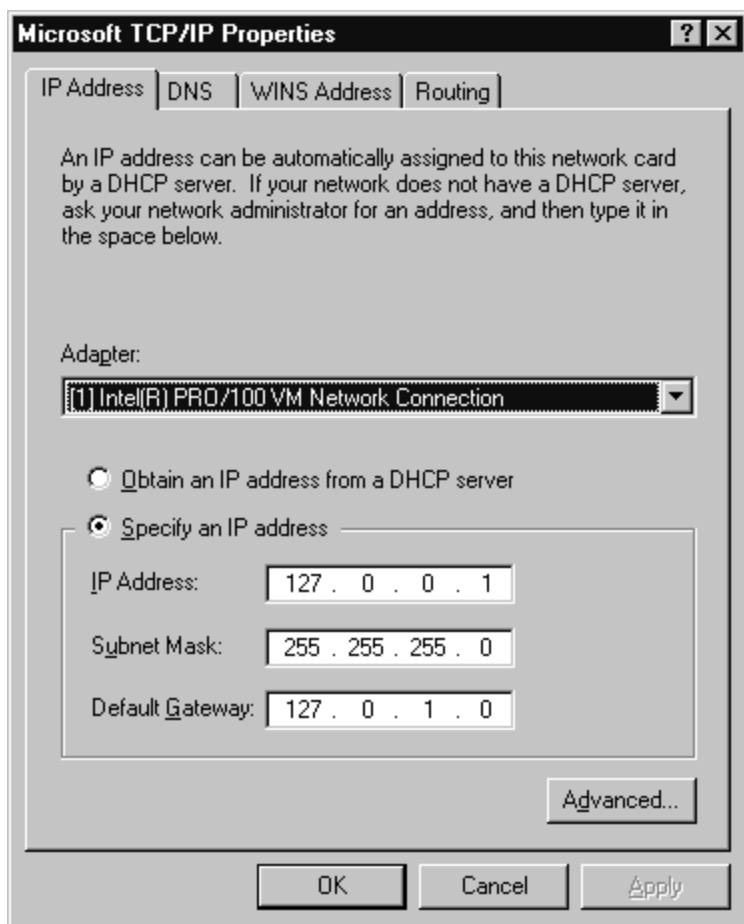 Microsoft TCP/IP Properties
IP Address DNS WINS Address Routing
An IP address can be automatically assigned to this network card
by a DHCP server. If your network does not have a DHCP server,
ask your network administrator for an address, and then type it in
the space below.
Adapter:
[1] Intel(R) PRO/100 VM Network Connection
Obtain an IP address from a DHCP server
Specify an IP address
IP Address: 127 . 0 . 0 . 1
Subnet Mask: 255 . 255 . 255 . 0
Default Gateway: 127 . 0 . 1 . 0
Advanced...
OK Cancel Apply